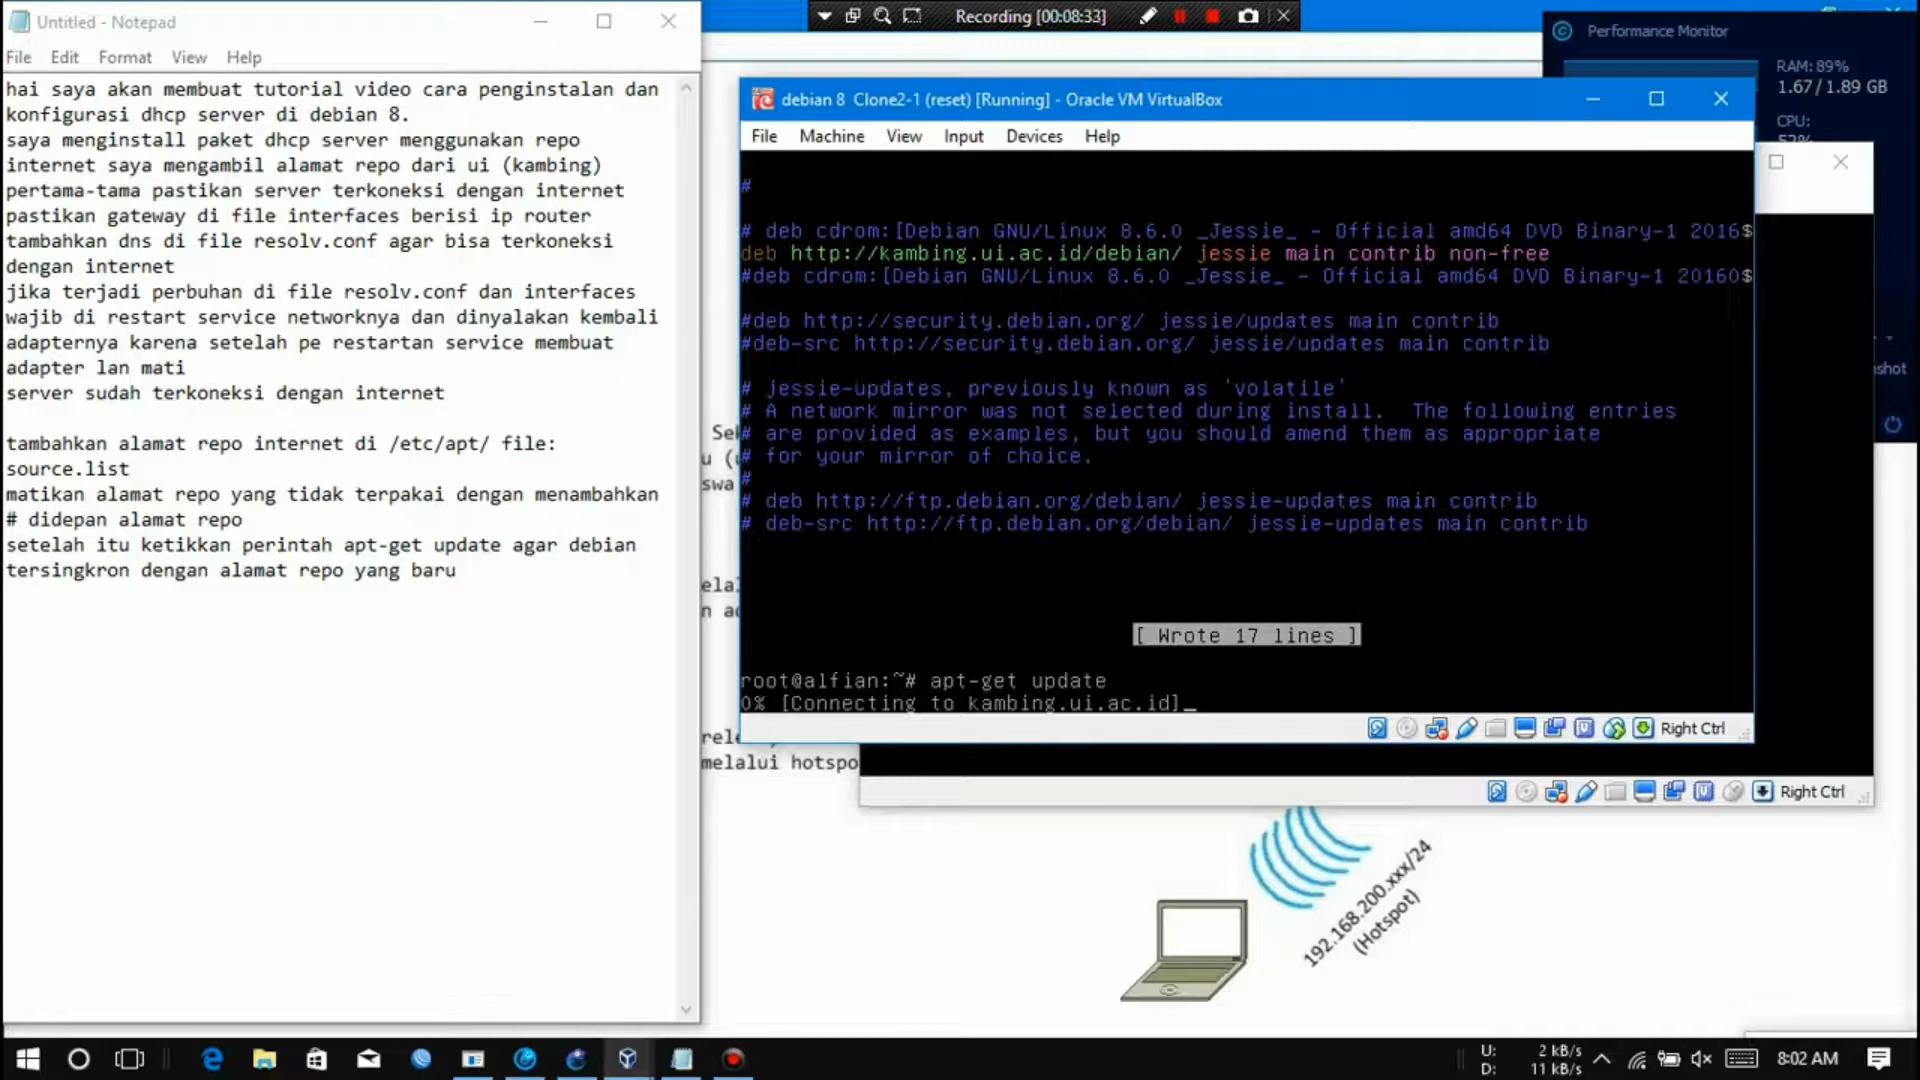 Untitled - Notepad
File Edit Format View Help
hai saya akan membuat tutorial video cara penginstalan dan
konfigurasi dhcp server di debian 8.
saya menginstall paket dhcp server menggunakan repo
internet saya mengambil alamat repo dari ui (kambing)
pertama-tama pastikan server terkoneksi dengan internet
pastikan gateway di file interfaces berisi ip router
tambahkan dns di file resolv.conf agar bisa terkoneksi
dengan internet
jika terjadi perbuhan di file resolv.conf dan interfaces
wajib di restart service networknya dan dinyalakan kembali
adapternya karena setelah pe restartan service membuat
adapter lan mati
server sudah terkoneksi dengan internet
tambahkan alamat repo internet di /etc/apt/ file:
source.list
matikan alamat repo yang tidak terpakai dengan menambahkan
# didepan alamat repo
setelah itu ketikkan perintah apt-get update agar debian
tersingkron dengan alamat repo yang baru
Recording [00:08:33]
Performance Monitor
RAM: 89%
1.67/1.89 GB
CPU:
52%
debian 8 Clone2-1 (reset) [Running] - Oracle VM VirtualBox
File Machine View Input Devices Help
#
# deb cdrom:[Debian GNU/Linux 8.6.0 _Jessie_ - Official amd64 DVD Binary-1 2016$
deb http://kambing.ui.ac.id/debian/ jessie main contrib non-free
#deb cdrom:[Debian GNU/Linux 8.6.0 _Jessie_ - Official amd64 DVD Binary-1 20160$
#deb http://security.debian.org/ jessie/updates main contrib
#deb-src http://security.debian.org/ jessie/updates main contrib
# jessie-updates, previously known as 'volatile'
# A network mirror was not selected during install.  The following entries
# are provided as examples, but you should amend them as appropriate
# for your mirror of choice.
#
# deb http://ftp.debian.org/debian/ jessie-updates main contrib
# deb-src http://ftp.debian.org/debian/ jessie-updates main contrib
[ Wrote 17 lines ]
root@alfian:~# apt-get update
0% [Connecting to kambing.ui.ac.id]_
Right Ctrl
melalui hotspo
Right Ctrl
192.168.200.xxx/24
(Hotspot)
U: 2 kB/s
D: 11 kB/s
8:02 AM